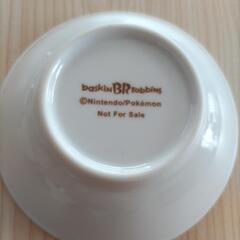 baskin BR robbins
©Nintendo/Pokémon
Not For Sale